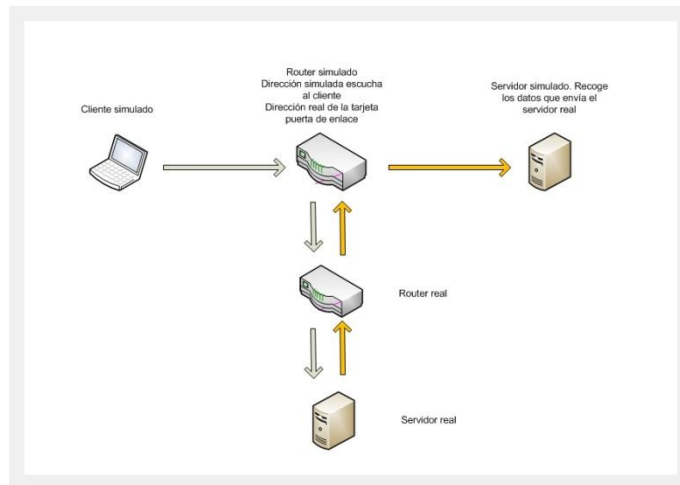 Cliente simulado
Router simulado
Dirección simulada escucha
al cliente
Dirección real de la tarjeta
puerta de enlace
Servidor simulado. Recoge
los datos que envía el
servidor real
Router real
Servidor real